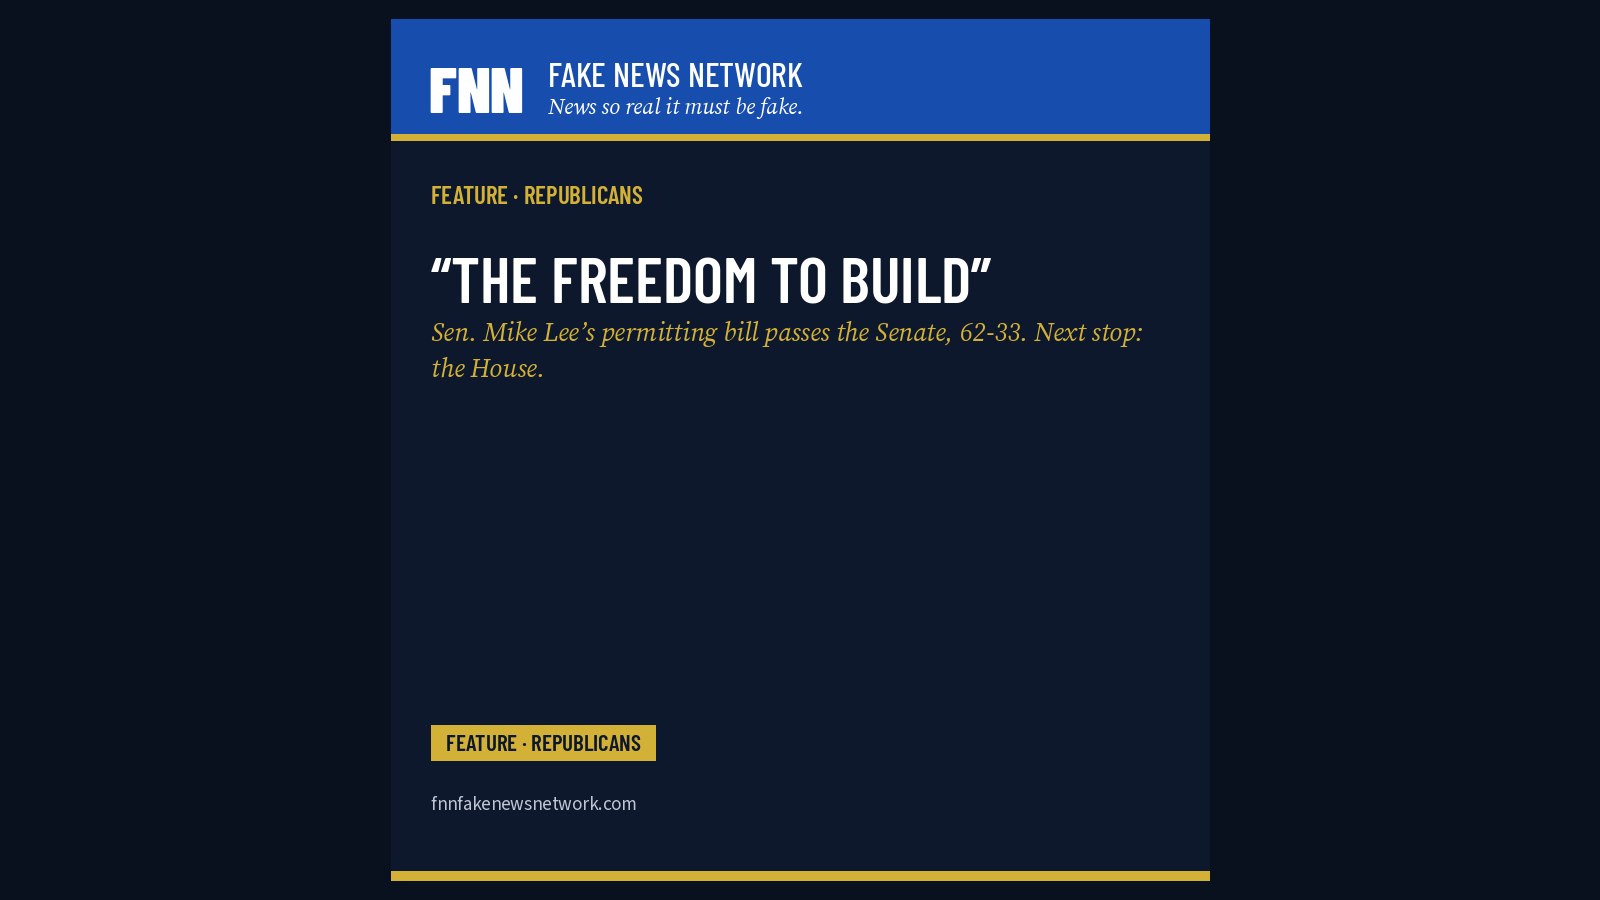 FNN
FAKE NEWS NETWORK
News so real it must be fake.
FEATURE · REPUBLICANS
“THE FREEDOM TO BUILD”
Sen. Mike Lee’s permitting bill passes the Senate, 62-33. Next stop:
the House.
FEATURE · REPUBLICANS
fnnfakenewsnetwork.com